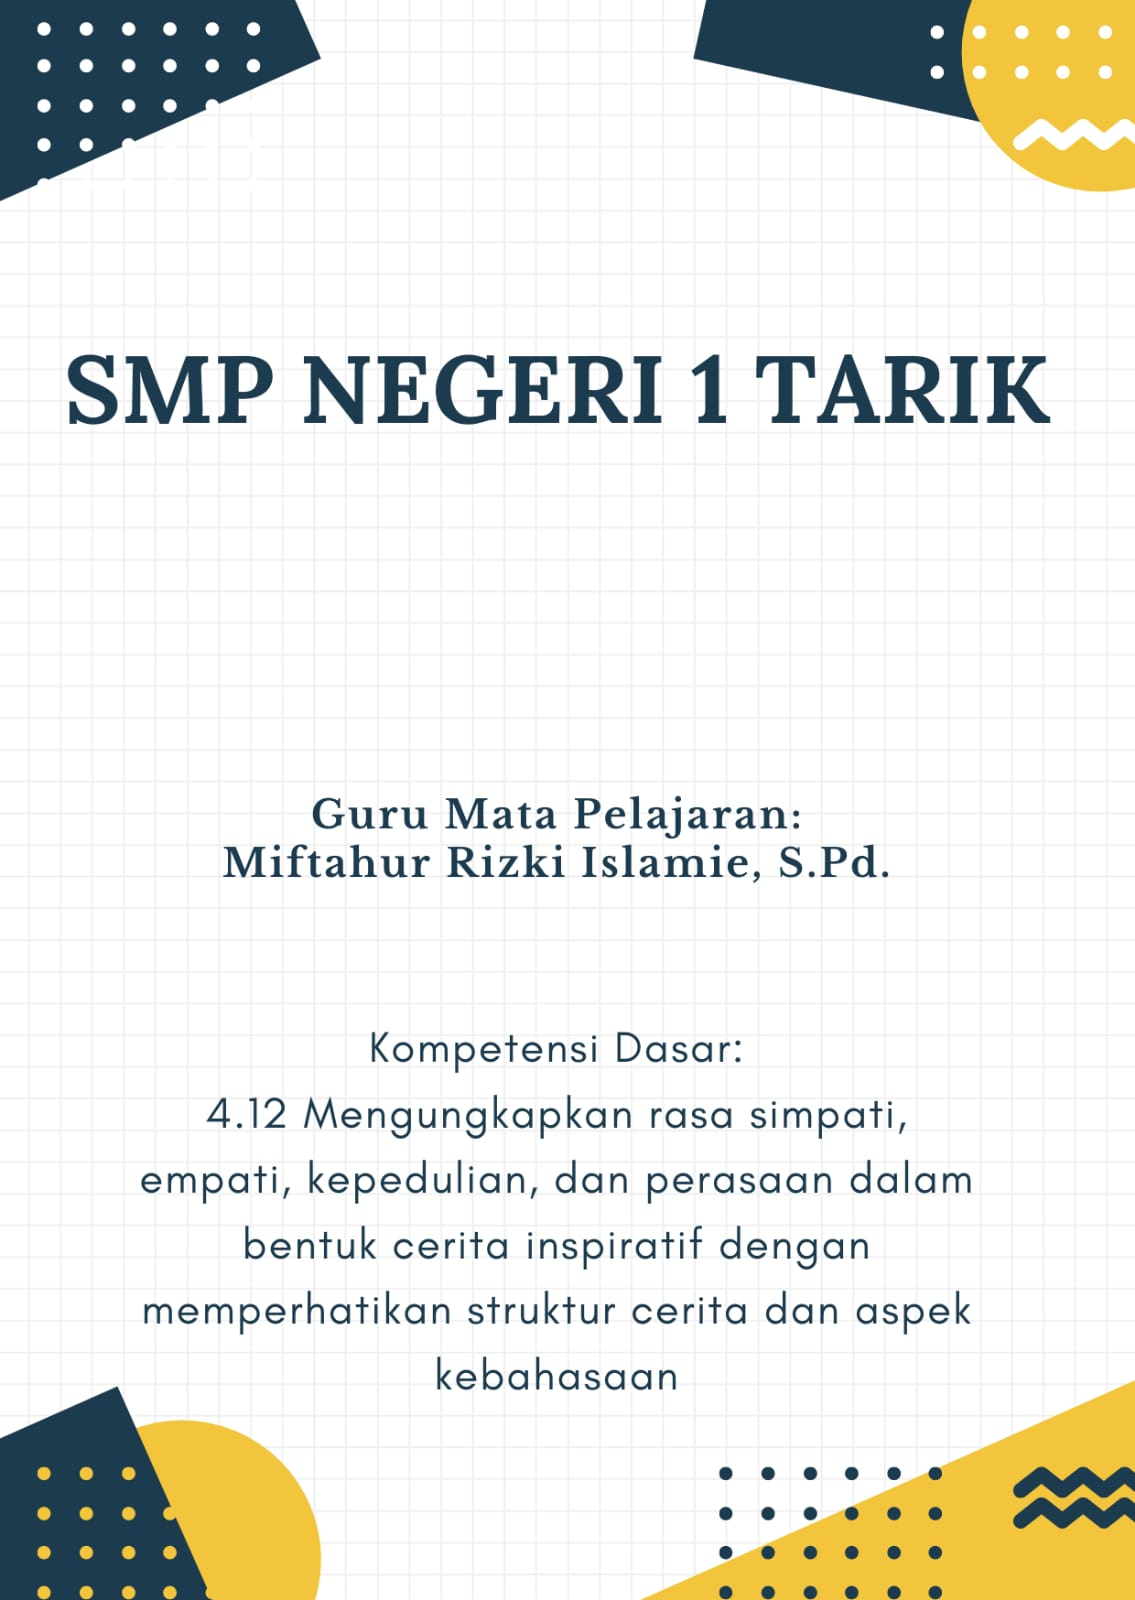 SMP NEGERI 1 TARIK
Guru Mata Pelajaran:
Miftahur Rizki Islamie, S.Pd.
Kompetensi Dasar:
4.12 Mengungkapkan rasa simpati,
empati, kepedulian, dan perasaan dalam
bentuk cerita inspiratif dengan
memperhatikan struktur cerita dan aspek
kebahasaan